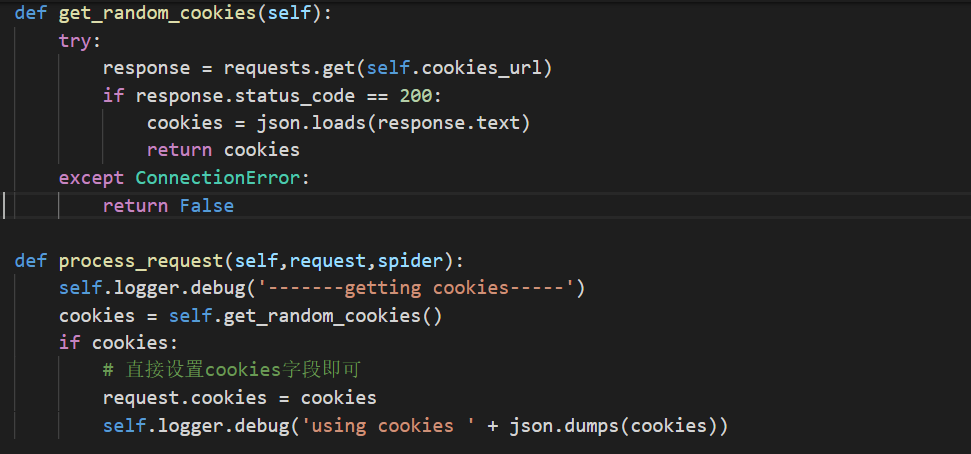 def get_random_cookies(self):
    try:
        response = requests.get(self.cookies_url)
        if response.status_code == 200:
            cookies = json.loads(response.text)
            return cookies
    except ConnectionError:
        return False
def process_request(self,request,spider):
    self.logger.debug('-------getting cookies-----')
    cookies = self.get_random_cookies()
    if cookies:
        # 直接设置cookies字段即可
        request.cookies = cookies
        self.logger.debug('using cookies ' + json.dumps(cookies))